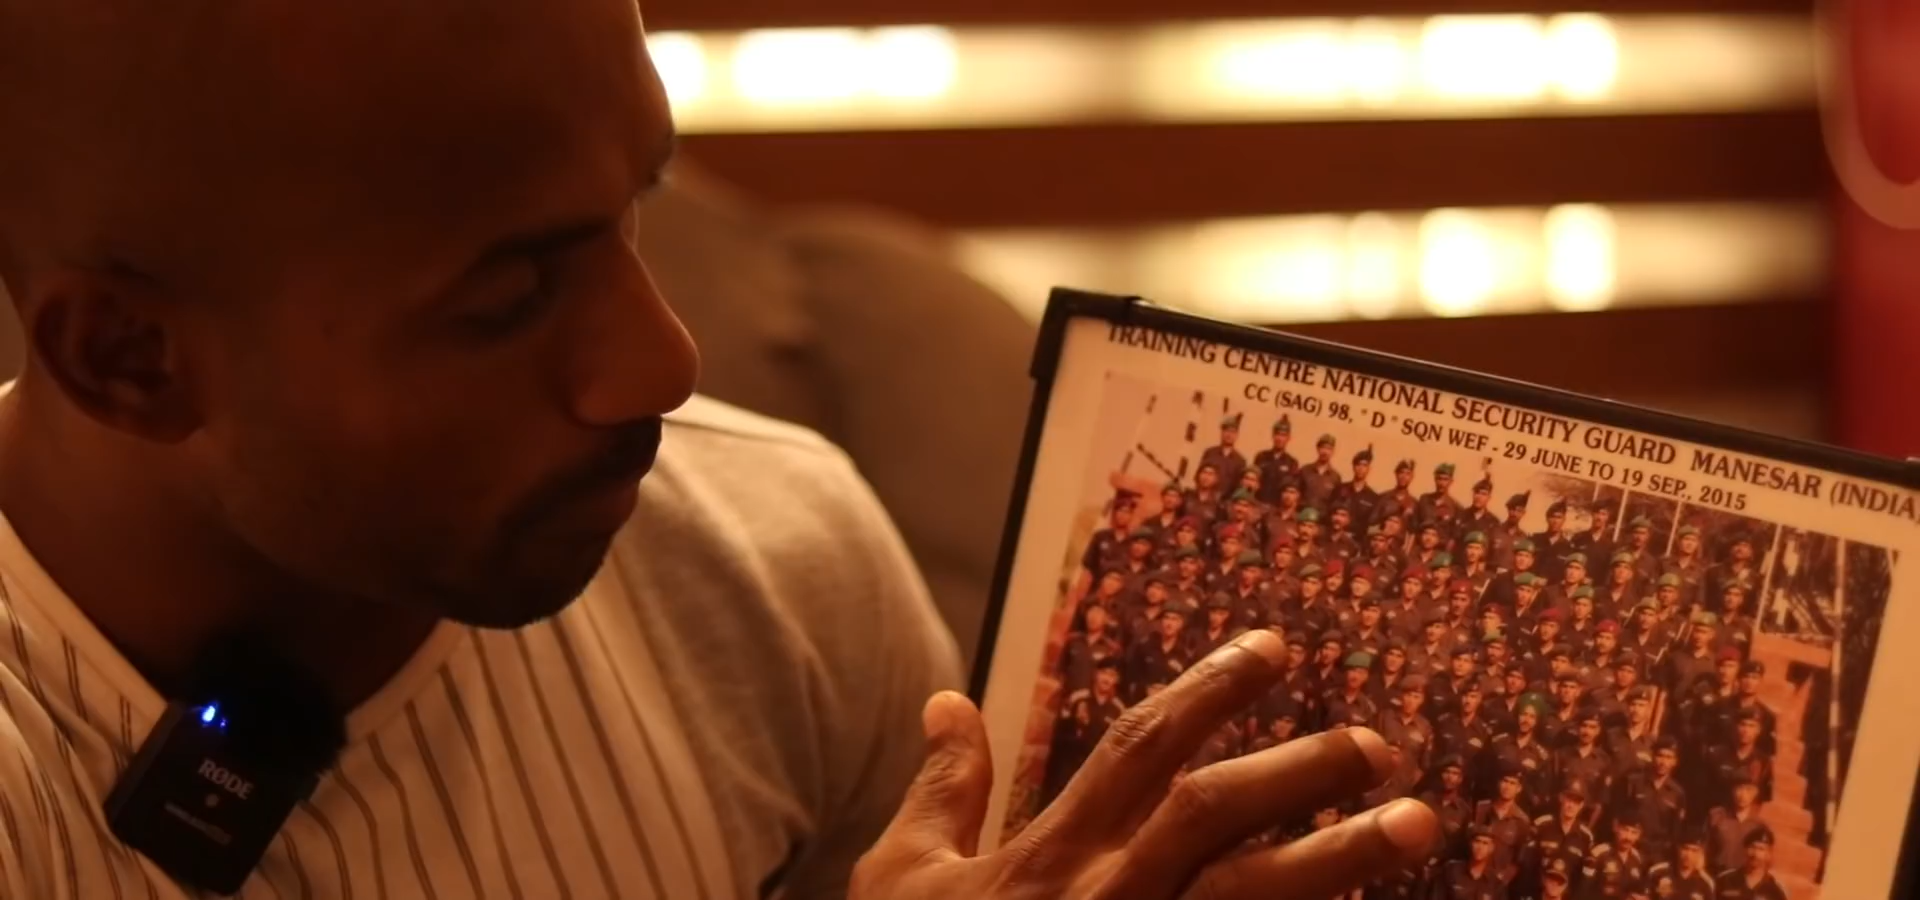 TRAINING CENTRE NATIONAL SECURITY GUARD MANESAR (INDIA)
CC (SAG) 98, "D" SQN WEF - 29 JUNE TO 19 SEP., 2015
RØDE